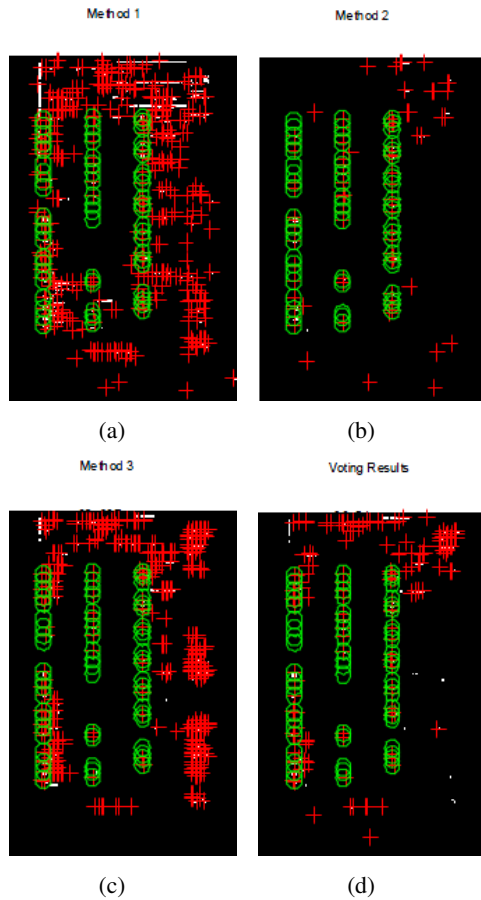 Method 1
Method 2
(a)
(b)
Method 3
Voting Results
(c)
(d)